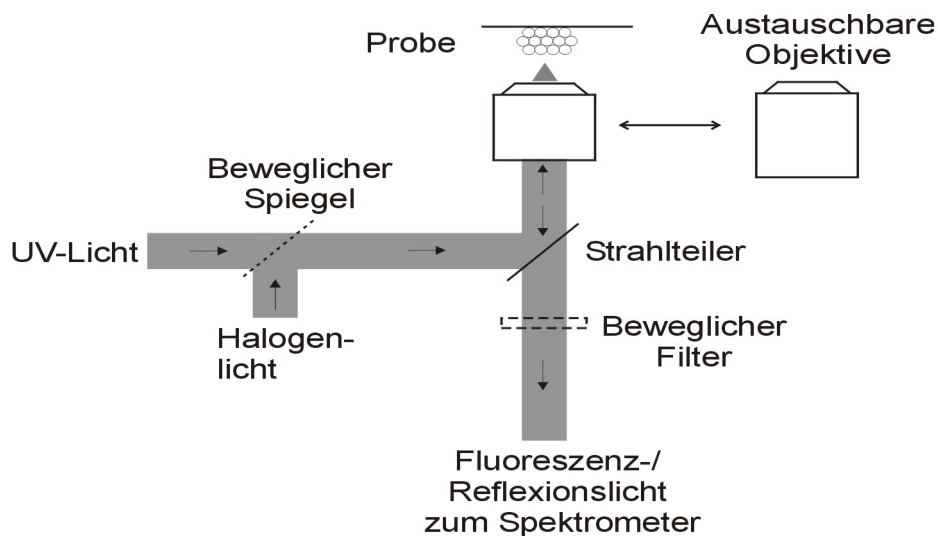 Probe
Austauschbare
Objektive
Beweglicher
Spiegel
UV-Licht
Strahlteiler
Halogen-
licht
Beweglicher
Filter
Fluoreszenz-/
Reflexionslicht
zum Spektrometer